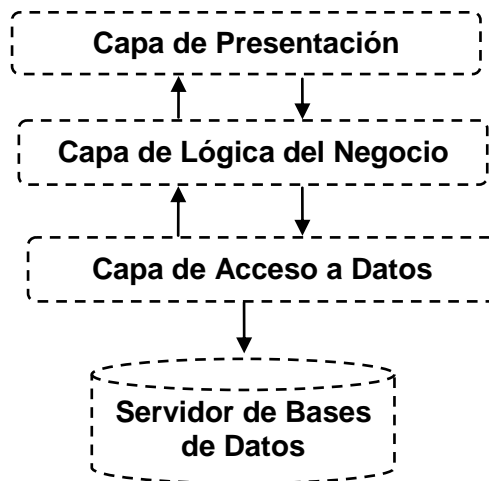 Capa de Presentación
Capa de Lógica del Negocio
Capa de Acceso a Datos
Servidor de Bases
de Datos